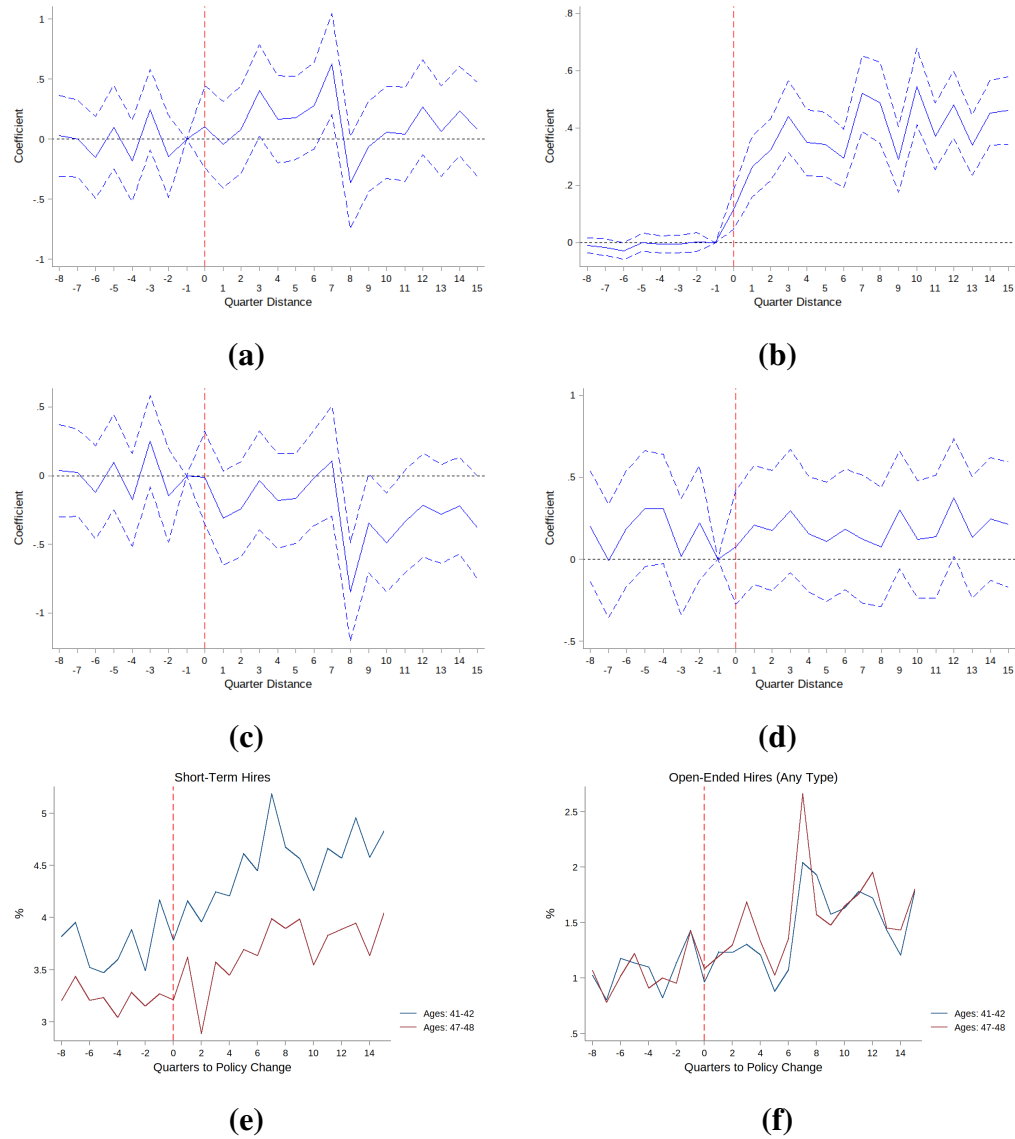 1
.5
0
-.5
-1
Coefficient
-8 -6 -4 -2 0 2 4 6 8 10 12 14
-7 -5 -3 -1 1 3 5 7 9 11 13 15
Quarter Distance
(a)
.8
.6
.4
.2
0
Coefficient
-8 -6 -4 -2 0 2 4 6 8 10 12 14
-7 -5 -3 -1 1 3 5 7 9 11 13 15
Quarter Distance
(b)
.5
0
-.5
-1
Coefficient
-8 -6 -4 -2 0 2 4 6 8 10 12 14
-7 -5 -3 -1 1 3 5 7 9 11 13 15
Quarter Distance
(c)
1
.5
0
-.5
Coefficient
-8 -6 -4 -2 0 2 4 6 8 10 12 14
-7 -5 -3 -1 1 3 5 7 9 11 13 15
Quarter Distance
(d)
Short-Term Hires
5
4.5
4
3.5
3
%
-8 -6 -4 -2 0 2 4 6 8 10 12 14
Quarters to Policy Change
Ages: 41-42
Ages: 47-48
(e)
Open-Ended Hires (Any Type)
2.5
2
1.5
1
.5
%
-8 -6 -4 -2 0 2 4 6 8 10 12 14
Quarters to Policy Change
Ages: 41-42
Ages: 47-48
(f)